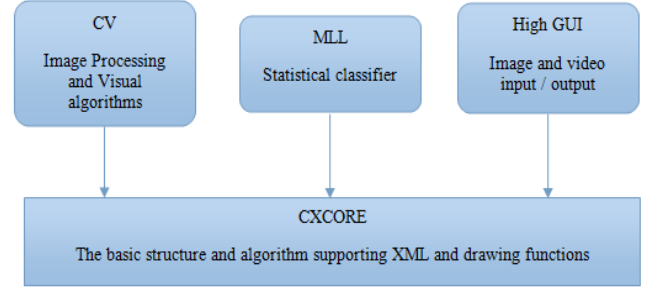 CV
Image Processing
and Visual
algorithms
MLL
Statistical classifier
High GUI
Image and video
input / output
CXCORE
The basic structure and algorithm supporting XML and drawing functions